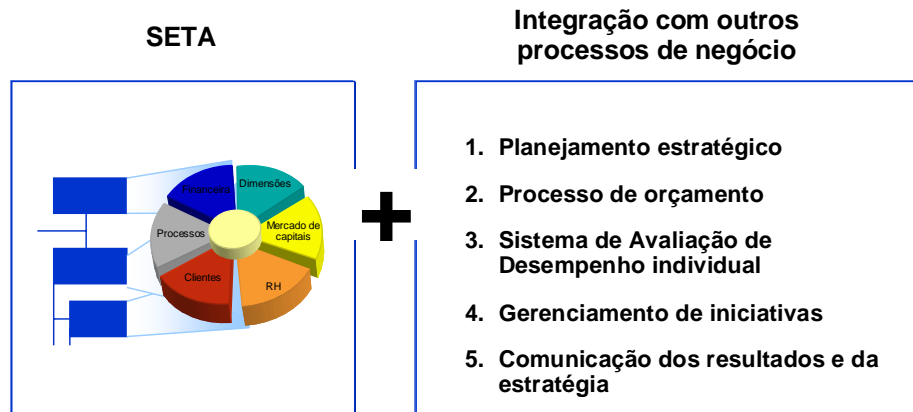 SETA
Integração com outros
processos de negócio
Financeira
Dimensões
Processos
Mercado de
capitais
Clientes
RH
1. Planejamento estratégico
2. Processo de orçamento
3. Sistema de Avaliação de
Desempenho individual
4. Gerenciamento de iniciativas
5. Comunicação dos resultados e da
estratégia